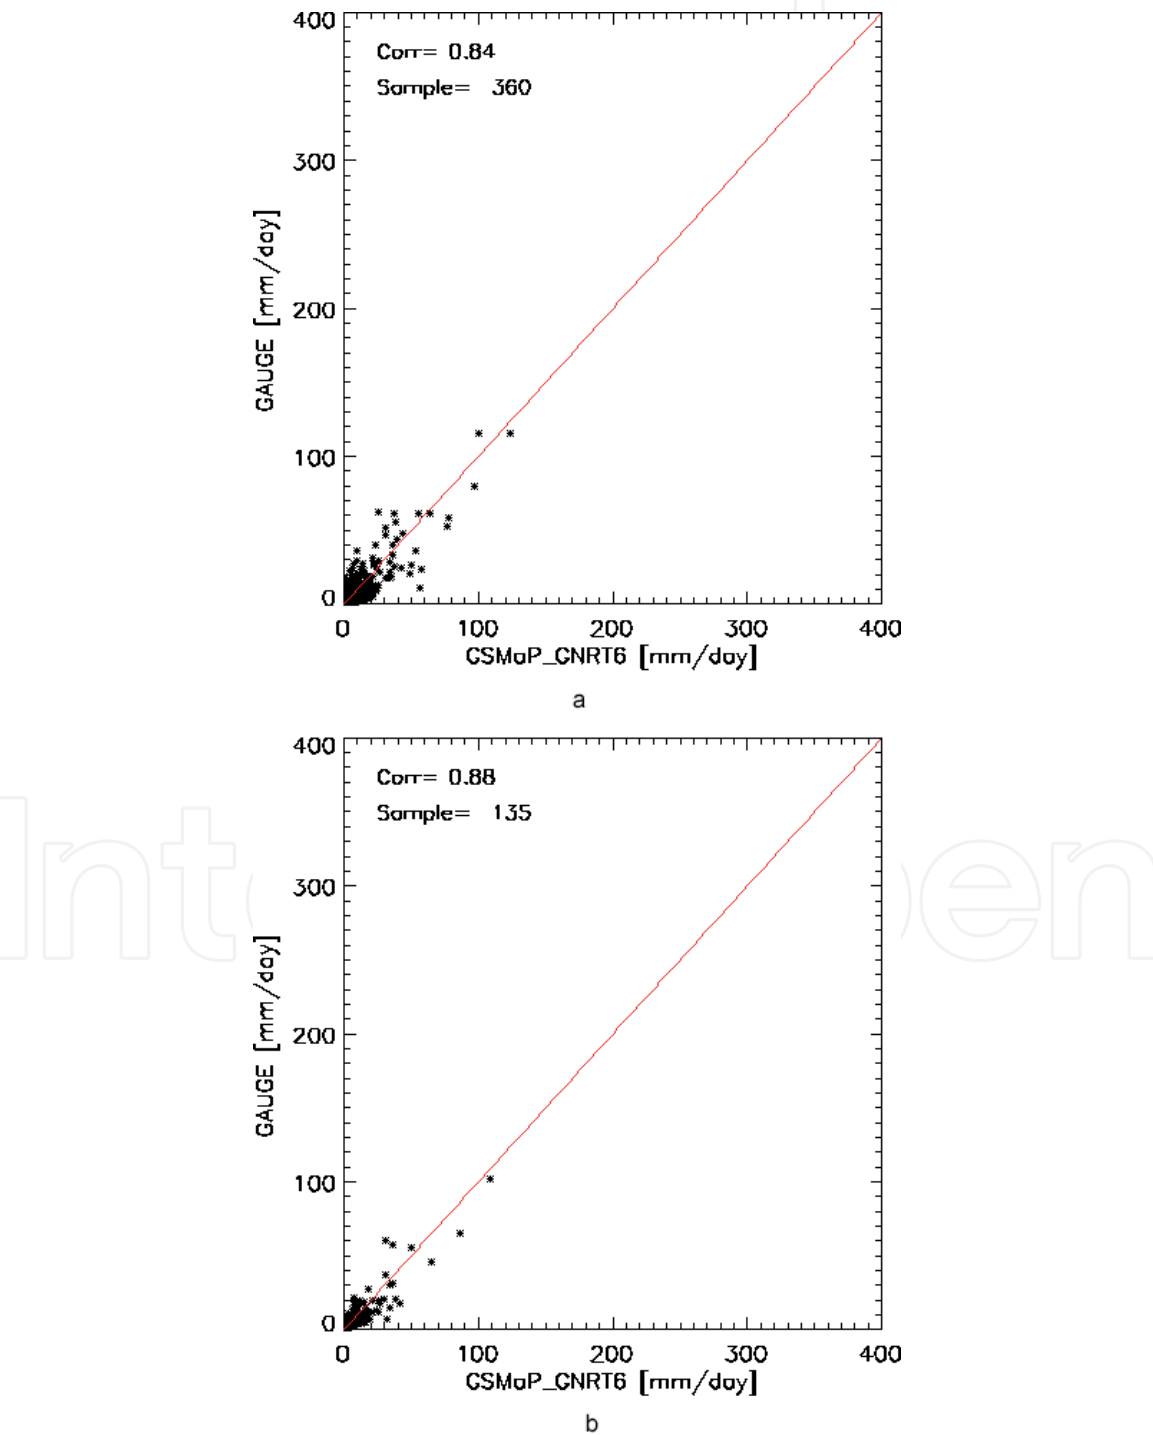 400
Corr= 0.84
Sample= 360
300
200
100
0
GAUGE [mm/day]
0 100 200 300 400
GSMaP_GNRT6 [mm/day]
a
400
Corr= 0.88
Sample= 135
300
200
100
0
GAUGE [mm/day]
0 100 200 300 400
GSMaP_GNRT6 [mm/day]
b